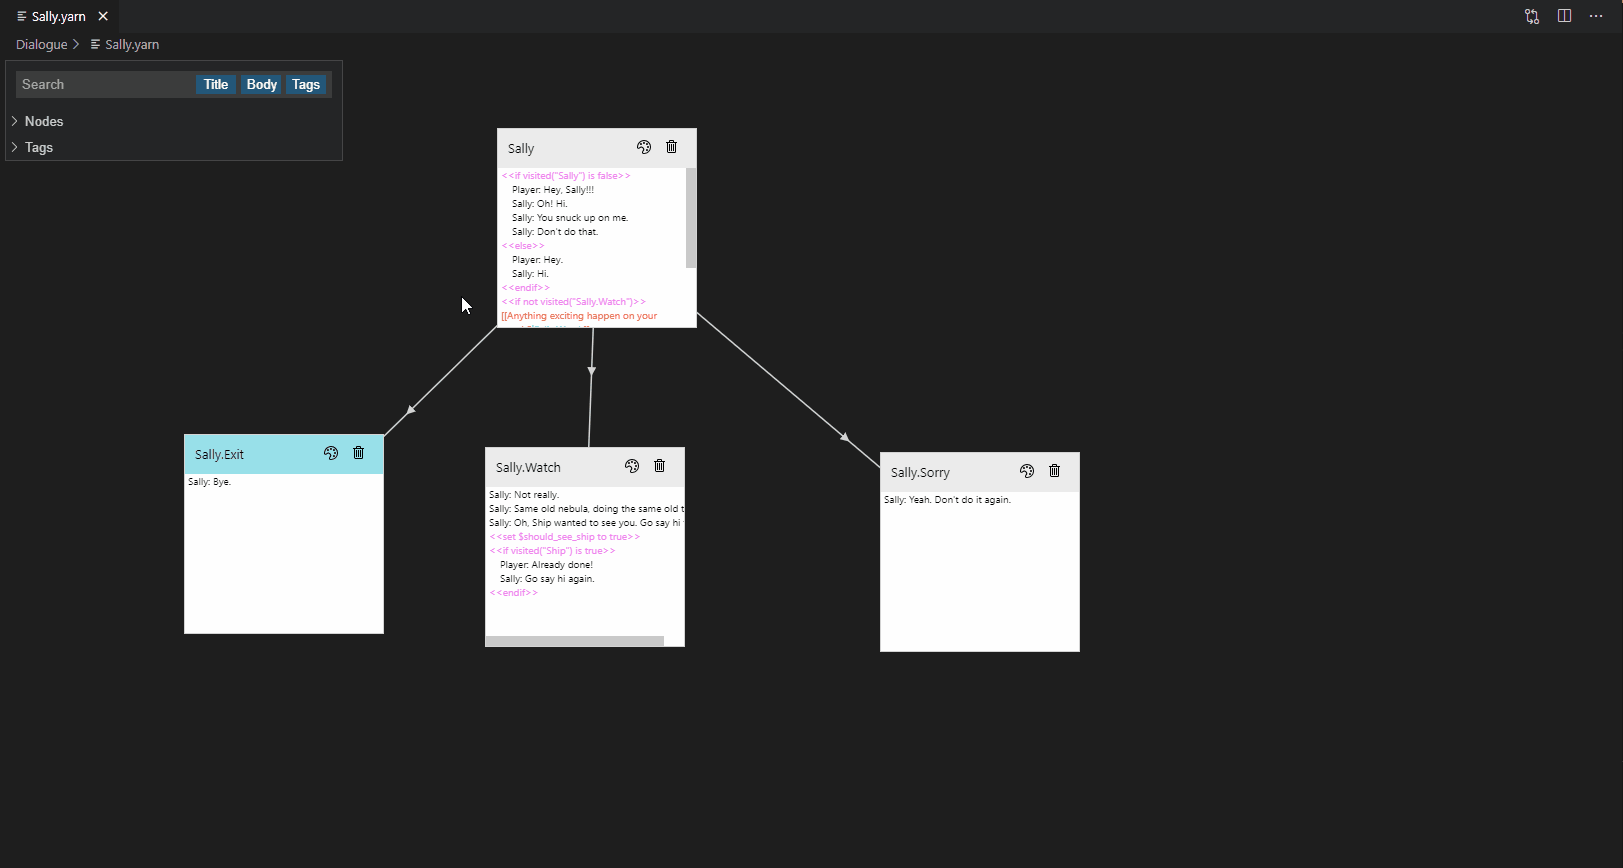 Sally.yarn
Dialogue > Sally.yarn
Search Title Body Tags
> Nodes
> Tags
Sally
<<if visited("Sally") is false>>
Player: Hey, Sally!!!
Sally: Oh! Hi.
Sally: You snuck up on me.
Sally: Don't do that.
<<else>>
Player: Hey.
Sally: Hi.
<<endif>>
<<if not visited("Sally.Watch")>>
[[Anything exciting happen on your
Sally.Exit
Sally: Bye.
Sally.Watch
Sally: Not really.
Sally: Same old nebula, doing the same old t
Sally: Oh, Ship wanted to see you. Go say hi
<<set $should_see_ship to true>>
<<if visited("Ship") is true>>
Player: Already done!
Sally: Go say hi again.
<<endif>>
Sally.Sorry
Sally: Yeah. Don't do it again.